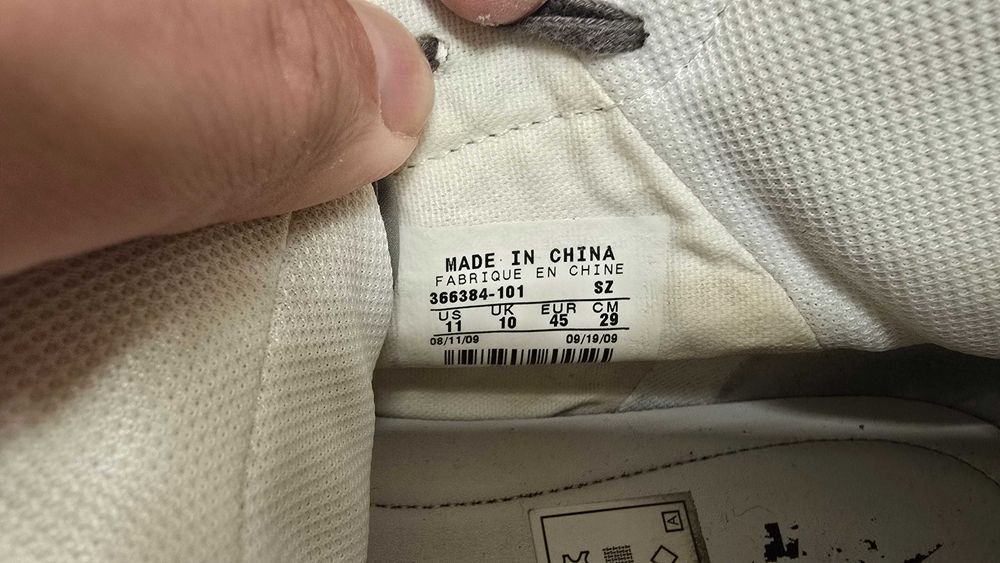 MADE IN CHINA
FABRIQUE EN CHINE
366384-101 SZ
US UK EUR CM
11 10 45 29
08/11/09 09/19/09
A